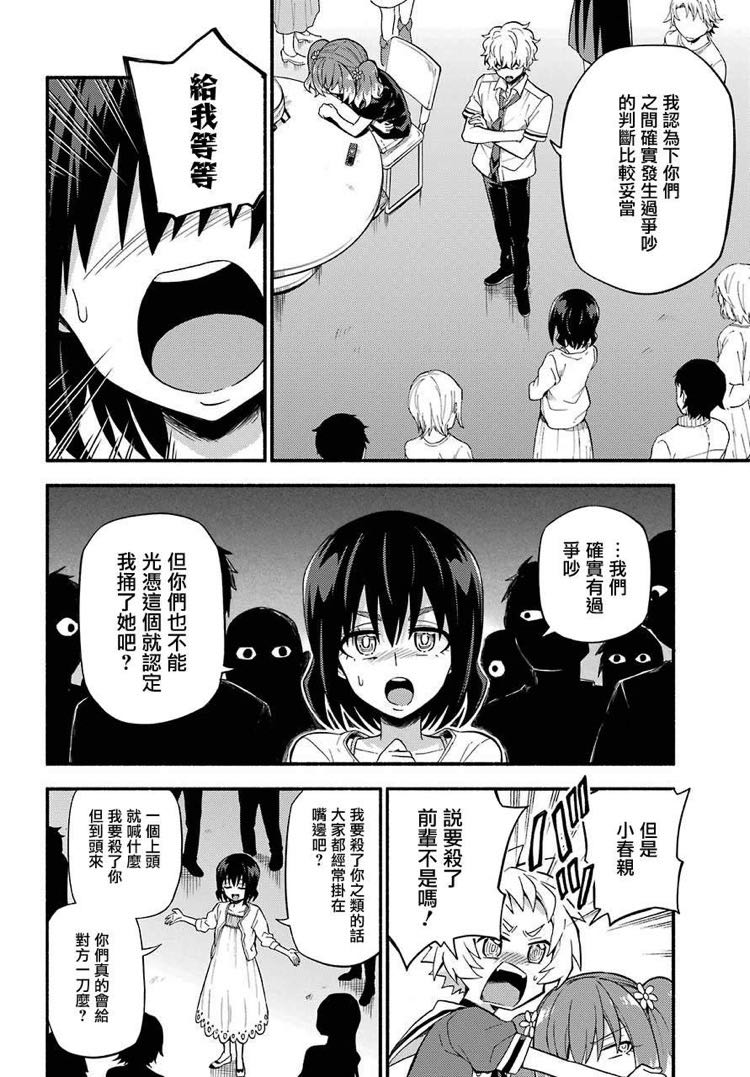 我認為下你們
之間確實發生過爭吵
的判斷比較妥當
給我等等
…我們
確實有過
爭吵
但你們也不能
光憑這個就認定
我捅了她吧?
但是
小春親
說要殺了
前輩不是嗎!
我要殺了你之類的話
大家都經常掛在
嘴邊吧?
一個上頭
就喊什麼
我要殺了你
但到頭來
你們真的會給
對方一刀麼?